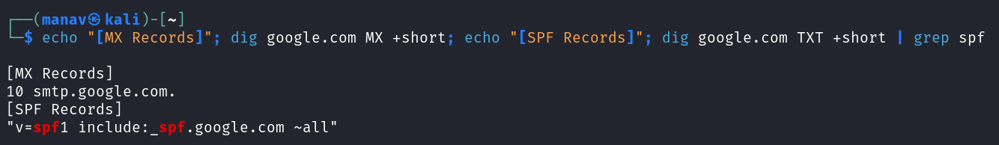 ┌──(manav㉿kali)-[~]
└─$ echo "[MX Records]"; dig google.com MX +short; echo "[SPF Records]"; dig google.com TXT +short | grep spf
[MX Records]
10 smtp.google.com.
[SPF Records]
"v=spf1 include:_spf.google.com ~all"